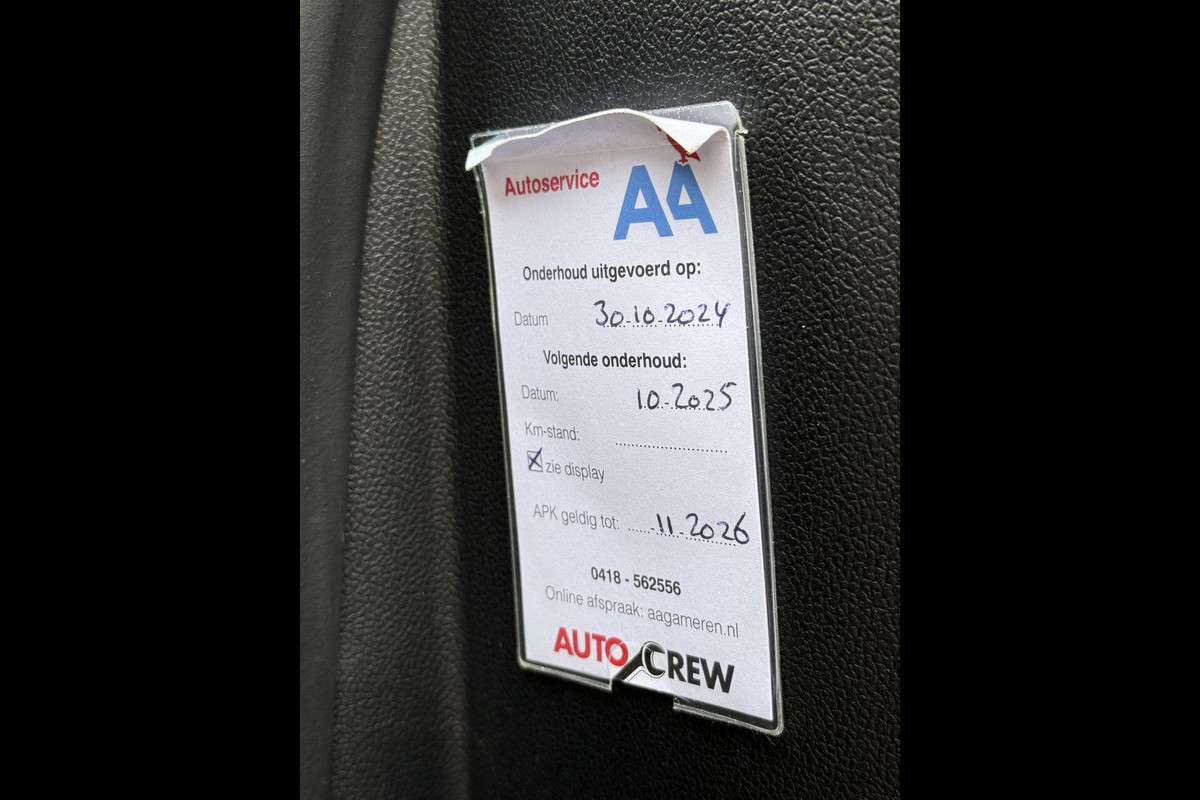 Autoservice AA
Onderhoud uitgevoerd op:
Datum 30-10-2024
Volgende onderhoud:
Datum: 10-2025
Km-stand: ....................
☒ zie display
APK geldig tot: ......-11-2026
0418 - 562556
Online afspraak: aagameren.nl
AUTO CREW